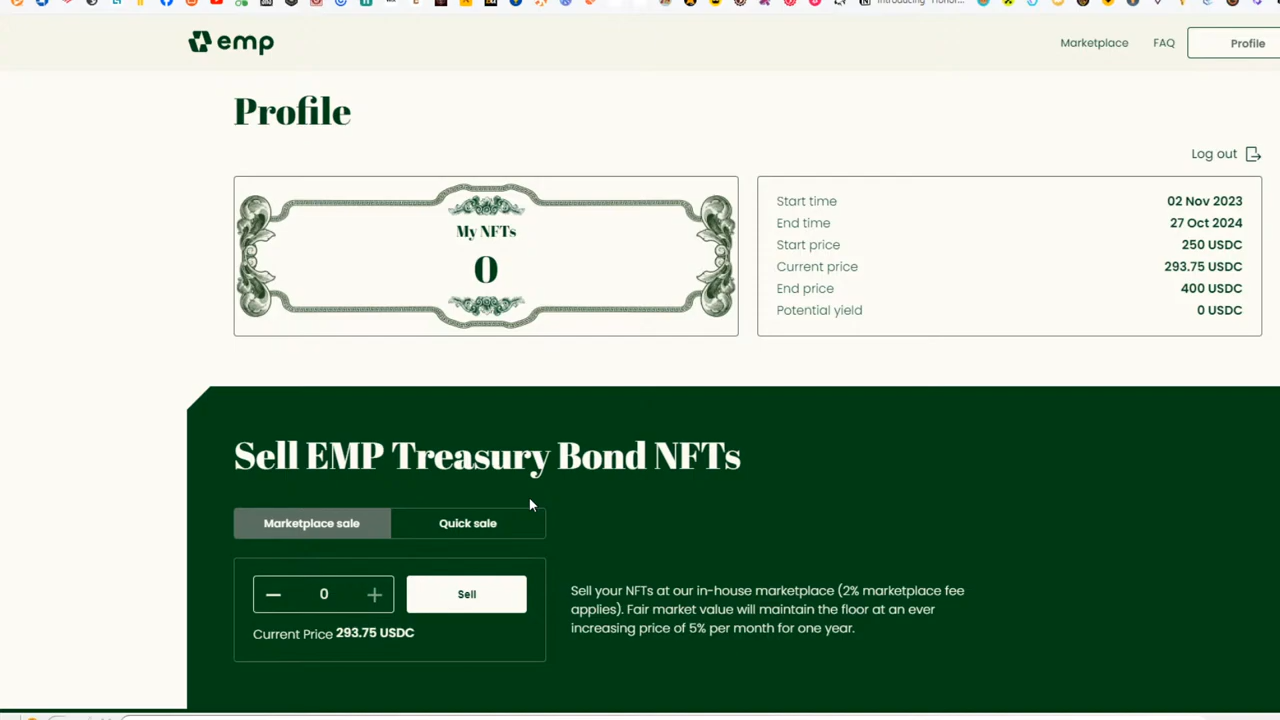 Introducing "Honor...
emp
Marketplace
FAQ
Profile
Profile
Log out
My NFTs
0
Start time 02 Nov 2023
End time 27 Oct 2024
Start price 250 USDC
Current price 293.75 USDC
End price 400 USDC
Potential yield 0 USDC
Sell EMP Treasury Bond NFTs
Marketplace sale
Quick sale
0
Sell
Current Price 293.75 USDC
Sell your NFTs at our in-house marketplace (2% marketplace fee
applies). Fair market value will maintain the floor at an ever
increasing price of 5% per month for one year.